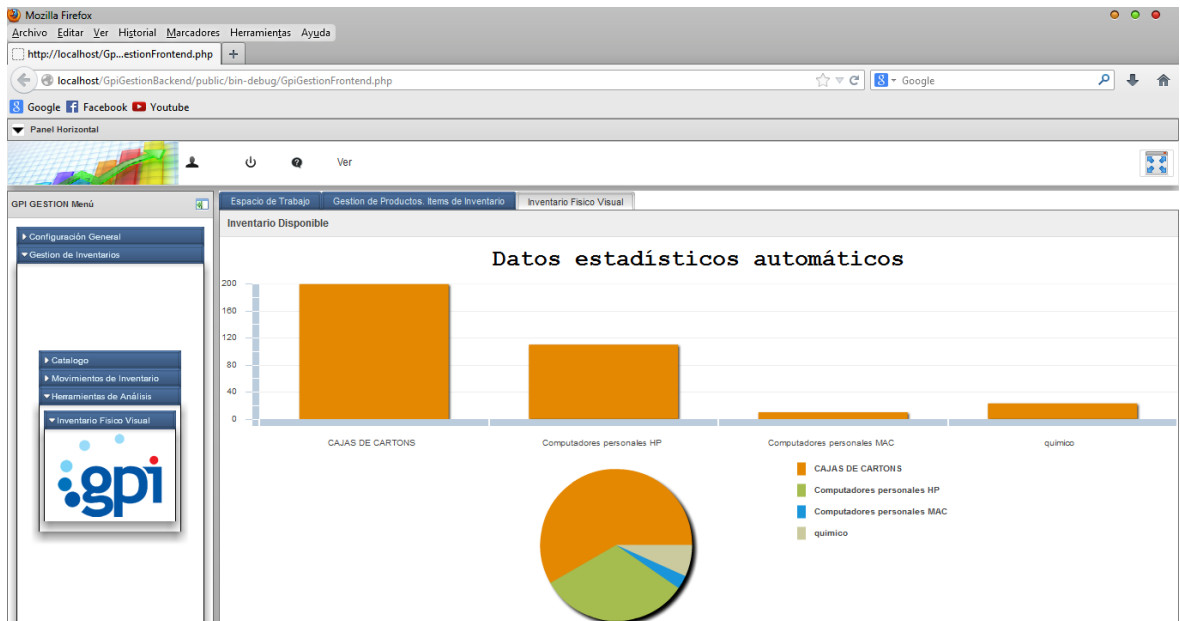 Mozilla Firefox
Archivo Editar Ver Historial Marcadores Herramientas Ayuda
http://localhost/Gp...estionFrontend.php +
localhost/GpiGestionBackend/public/bin-debug/GpiGestionFrontend.php
8 Google
8 Google f Facebook Youtube
Panel Horizontal
? Ver
GPI GESTION Menú
Espacio de Trabajo Gestion de Productos. Items de Inventario Inventario Fisico Visual
Inventario Disponible
Configuración General
Gestion de Inventarios
Catalogo
Movimientos de Inventario
Herramientas de Análisis
Inventario Fisico Visual
gpi
Datos estadísticos automáticos
200
160
120
80
40
0
CAJAS DE CARTONS Computadores personales HP Computadores personales MAC quimico
CAJAS DE CARTONS
Computadores personales HP
Computadores personales MAC
quimico